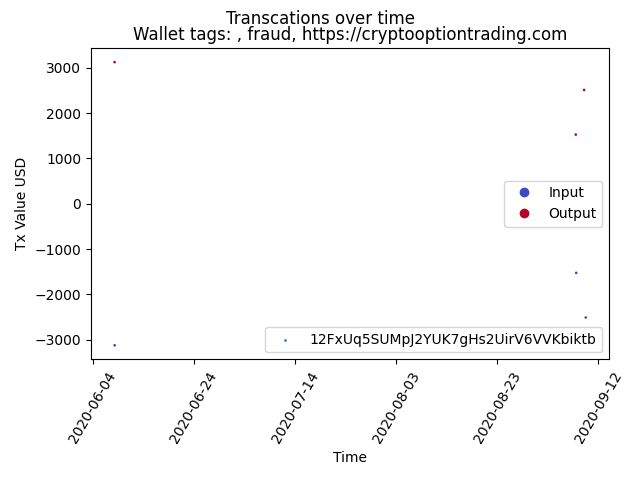 Transcations over time
Wallet tags: , fraud, https://cryptooptiontrading.com
3000
2000
1000
0
−1000
−2000
−3000
Tx Value USD
Input
Output
12FxUq5SUMpJ2YUK7gHs2UirV6VVKbiktb
2020-06-04
2020-06-24
2020-07-14
2020-08-03
2020-08-23
2020-09-12
Time